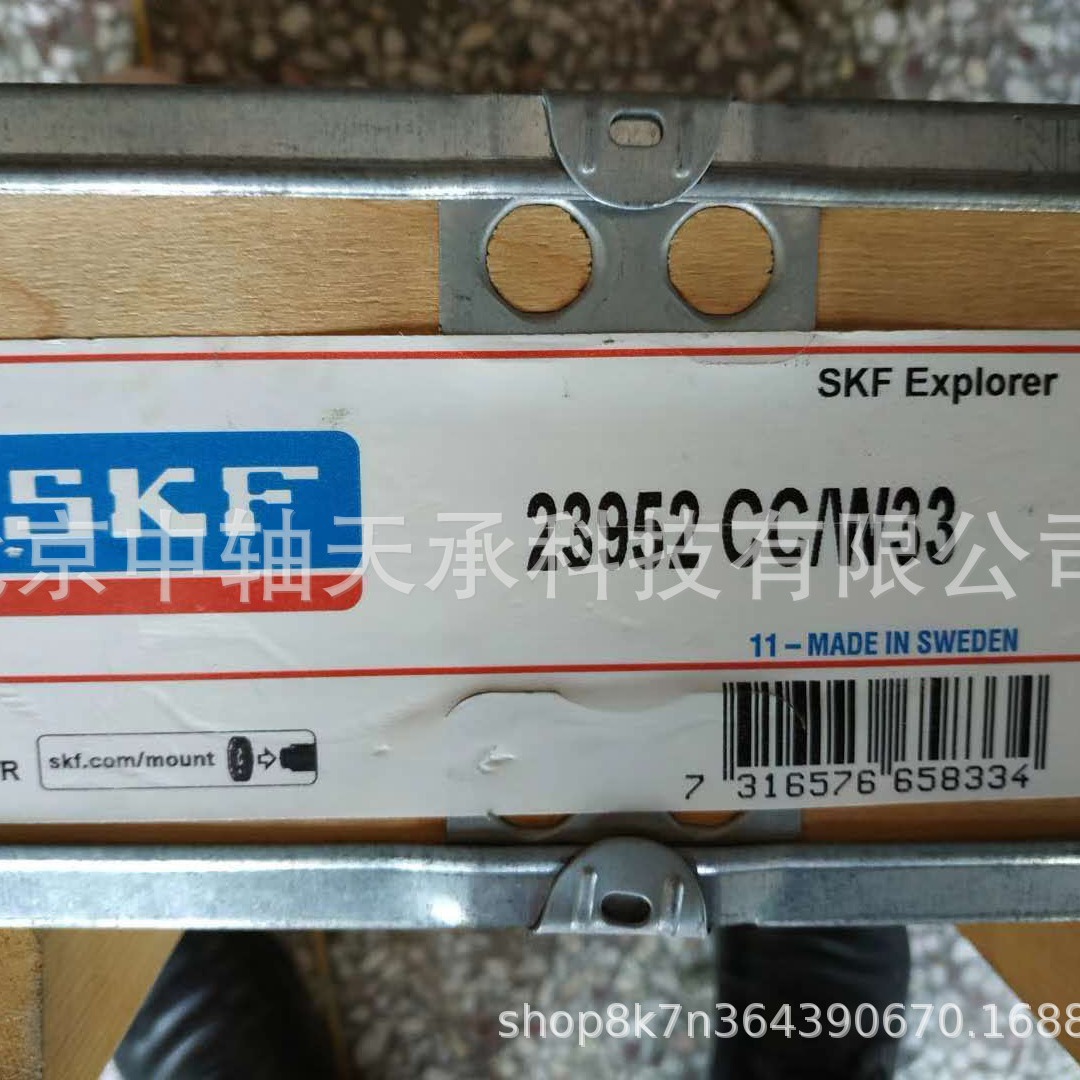 SKF Explorer
SKF
23952 CC/W33
京中轴天承科技有限公司
11 – MADE IN SWEDEN
R
skf.com/mount
7 316576 658334
shop8k7n364390670.1688